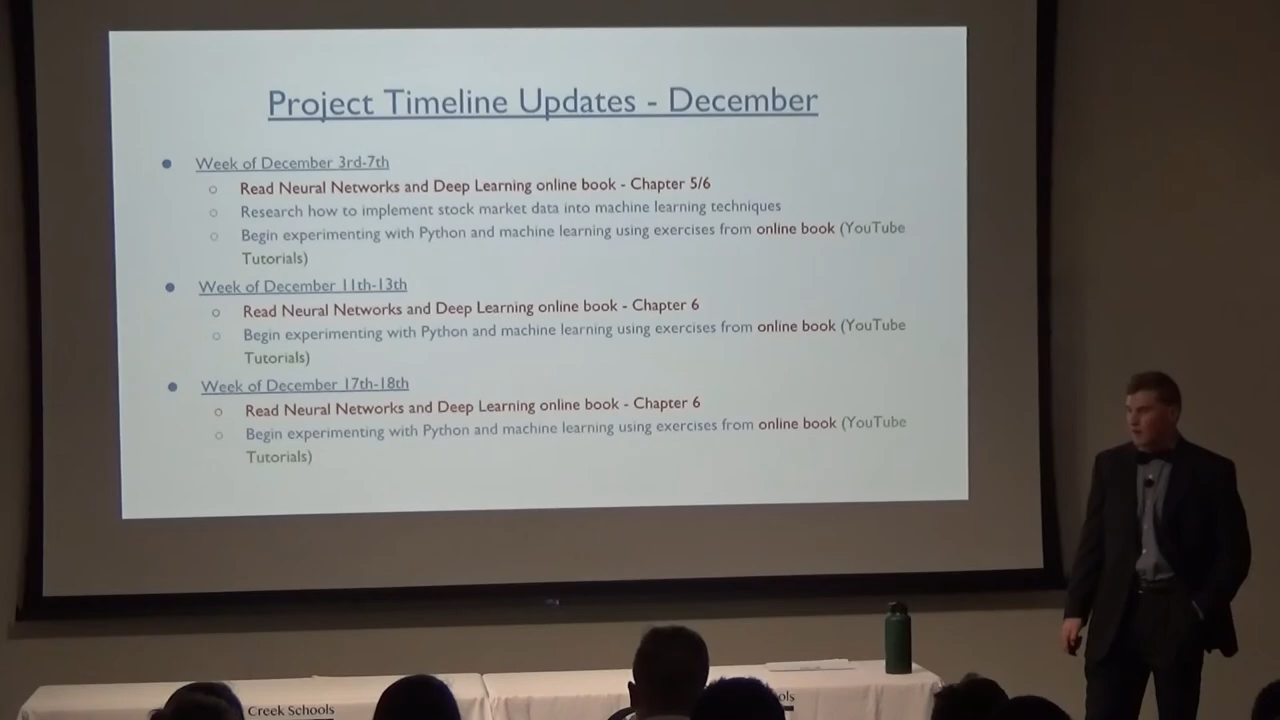 Project Timeline Updates - December
● Week of December 3rd-7th
○ Read Neural Networks and Deep Learning online book - Chapter 5/6
○ Research how to implement stock market data into machine learning techniques
○ Begin experimenting with Python and machine learning using exercises from online book (YouTube
Tutorials)
● Week of December 11th-13th
○ Read Neural Networks and Deep Learning online book - Chapter 6
○ Begin experimenting with Python and machine learning using exercises from online book (YouTube
Tutorials)
● Week of December 17th-18th
○ Read Neural Networks and Deep Learning online book - Chapter 6
○ Begin experimenting with Python and machine learning using exercises from online book (YouTube
Tutorials)
Creek Schools